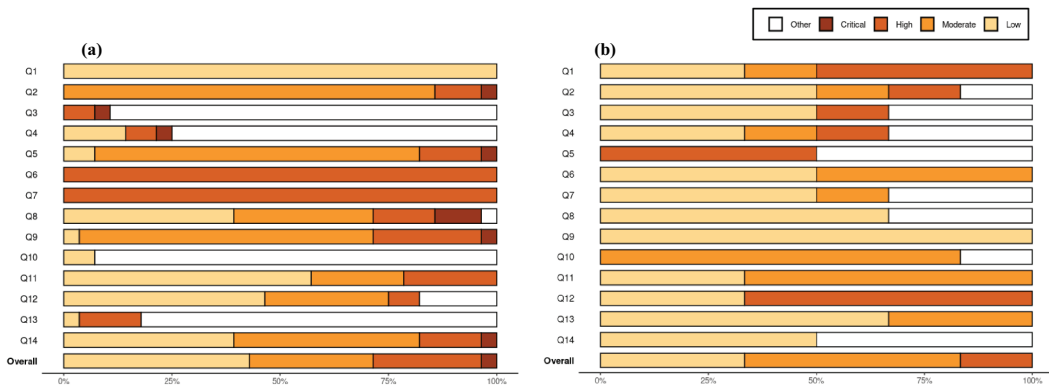 Other Critical High Moderate Low
(a)
Q1
Q2
Q3
Q4
Q5
Q6
Q7
Q8
Q9
Q10
Q11
Q12
Q13
Q14
Overall
0% 25% 50% 75% 100%
(b)
Q1
Q2
Q3
Q4
Q5
Q6
Q7
Q8
Q9
Q10
Q11
Q12
Q13
Q14
Overall
0% 25% 50% 75% 100%